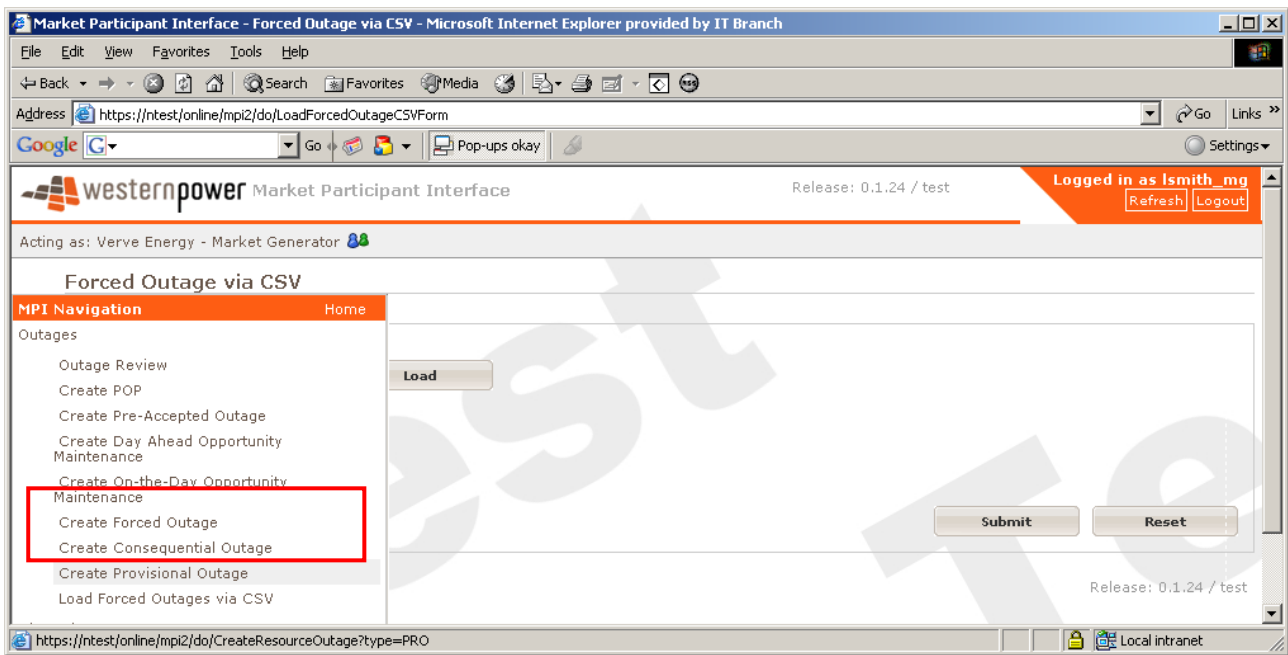 Market Participant Interface - Forced Outage via CSV - Microsoft Internet Explorer provided by IT Branch
File Edit View Favorites Tools Help
Back Search Favorites Media
Address https://ntest/online/mpi2/do/LoadForcedOutageCSVForm Go Links »
Google G Go Pop-ups okay Settings
westernpower Market Participant Interface Release: 0.1.24 / test Logged in as lsmith_mg
Refresh Logout
Acting as: Verve Energy - Market Generator
Forced Outage via CSV
MPI Navigation Home
Outages
Outage Review
Load
Create POP
Create Pre-Accepted Outage
Create Day Ahead Opportunity
Maintenance
Create On-the-Day Opportunity
Maintenance
Create Forced Outage
Submit Reset
Create Consequential Outage
Create Provisional Outage
Release: 0.1.24 / test
Load Forced Outages via CSV
https://ntest/online/mpi2/do/CreateResourceOutage?type=PRO Local intranet
est
Te